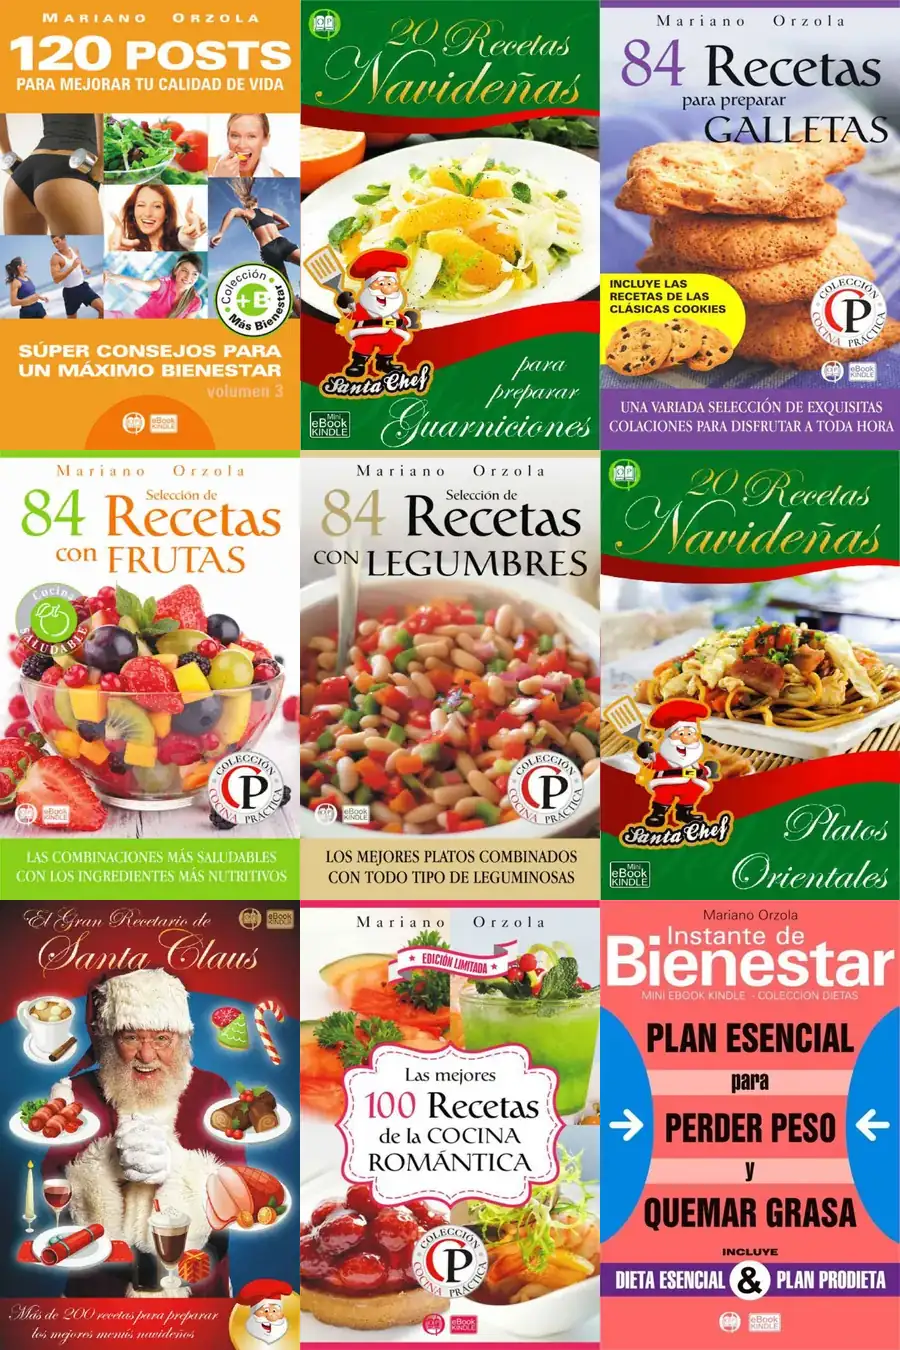 Mariano Orzola
120 POSTS
PARA MEJORAR TU CALIDAD DE VIDA
Colección
+B
Más Bienestar
SÚPER CONSEJOS PARA
UN MÁXIMO BIENESTAR
volumen 3
eBook
KINDLE
20 Recetas
Navideñas
Santa Chef
para
preparar
Guarniciones
Mini
eBook
KINDLE
Mariano Orzola
84 Recetas
para preparar
GALLETAS
INCLUYE LAS
RECETAS DE LAS
CLÁSICAS COOKIES
COLECCIÓN
CP
COCINA PRÁCTICA
eBook
KINDLE
UNA VARIADA SELECCIÓN DE EXQUISITAS
COLACIONES PARA DISFRUTAR A TODA HORA
Mariano Orzola
84 Selección de
Recetas
con FRUTAS
Cocina
SALUDABLE
COLECCIÓN
CP
COCINA PRÁCTICA
eBook
KINDLE
LAS COMBINACIONES MÁS SALUDABLES
CON LOS INGREDIENTES MÁS NUTRITIVOS
Mariano Orzola
84 Selección de
Recetas
CON LEGUMBRES
COLECCIÓN
CP
COCINA PRÁCTICA
eBook
KINDLE
LOS MEJORES PLATOS COMBINADOS
CON TODO TIPO DE LEGUMINOSAS
OP
20 Recetas
Navideñas
Santa Chef
Platos
Orientales
Mini
eBook
KINDLE
El Gran Recetario de
Santa Claus
eBook
KINDLE
Más de 200 recetas para preparar
los mejores menús navideños
Mariano Orzola
EDICIÓN LIMITADA
Las mejores
100 Recetas
de la COCINA
ROMÁNTICA
COLECCIÓN
CP
COCINA PRÁCTICA
eBook
KINDLE
Mariano Orzola
Instante de
Bienestar
MINI EBOOK KINDLE - COLECCION DIETAS
PLAN ESENCIAL
para
PERDER PESO
y
QUEMAR GRASA
INCLUYE
DIETA ESENCIAL & PLAN PRODIETA
eBook
KINDLE